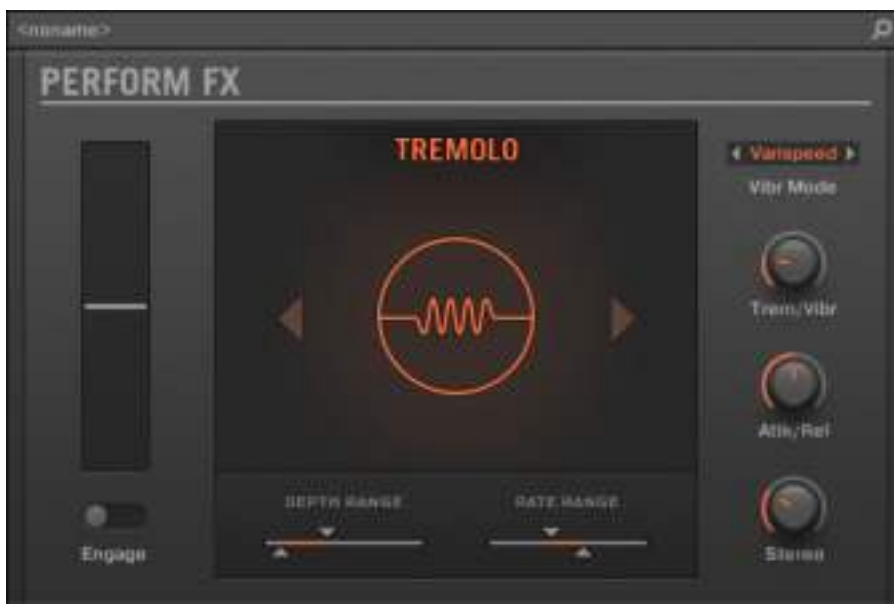 <noname>
PERFORM FX
TREMOLO
Varispeed
Vibr Mode
Trem/Vibr
Attk/Rel
DEPTH RANGE
RATE RANGE
Engage
Stereo